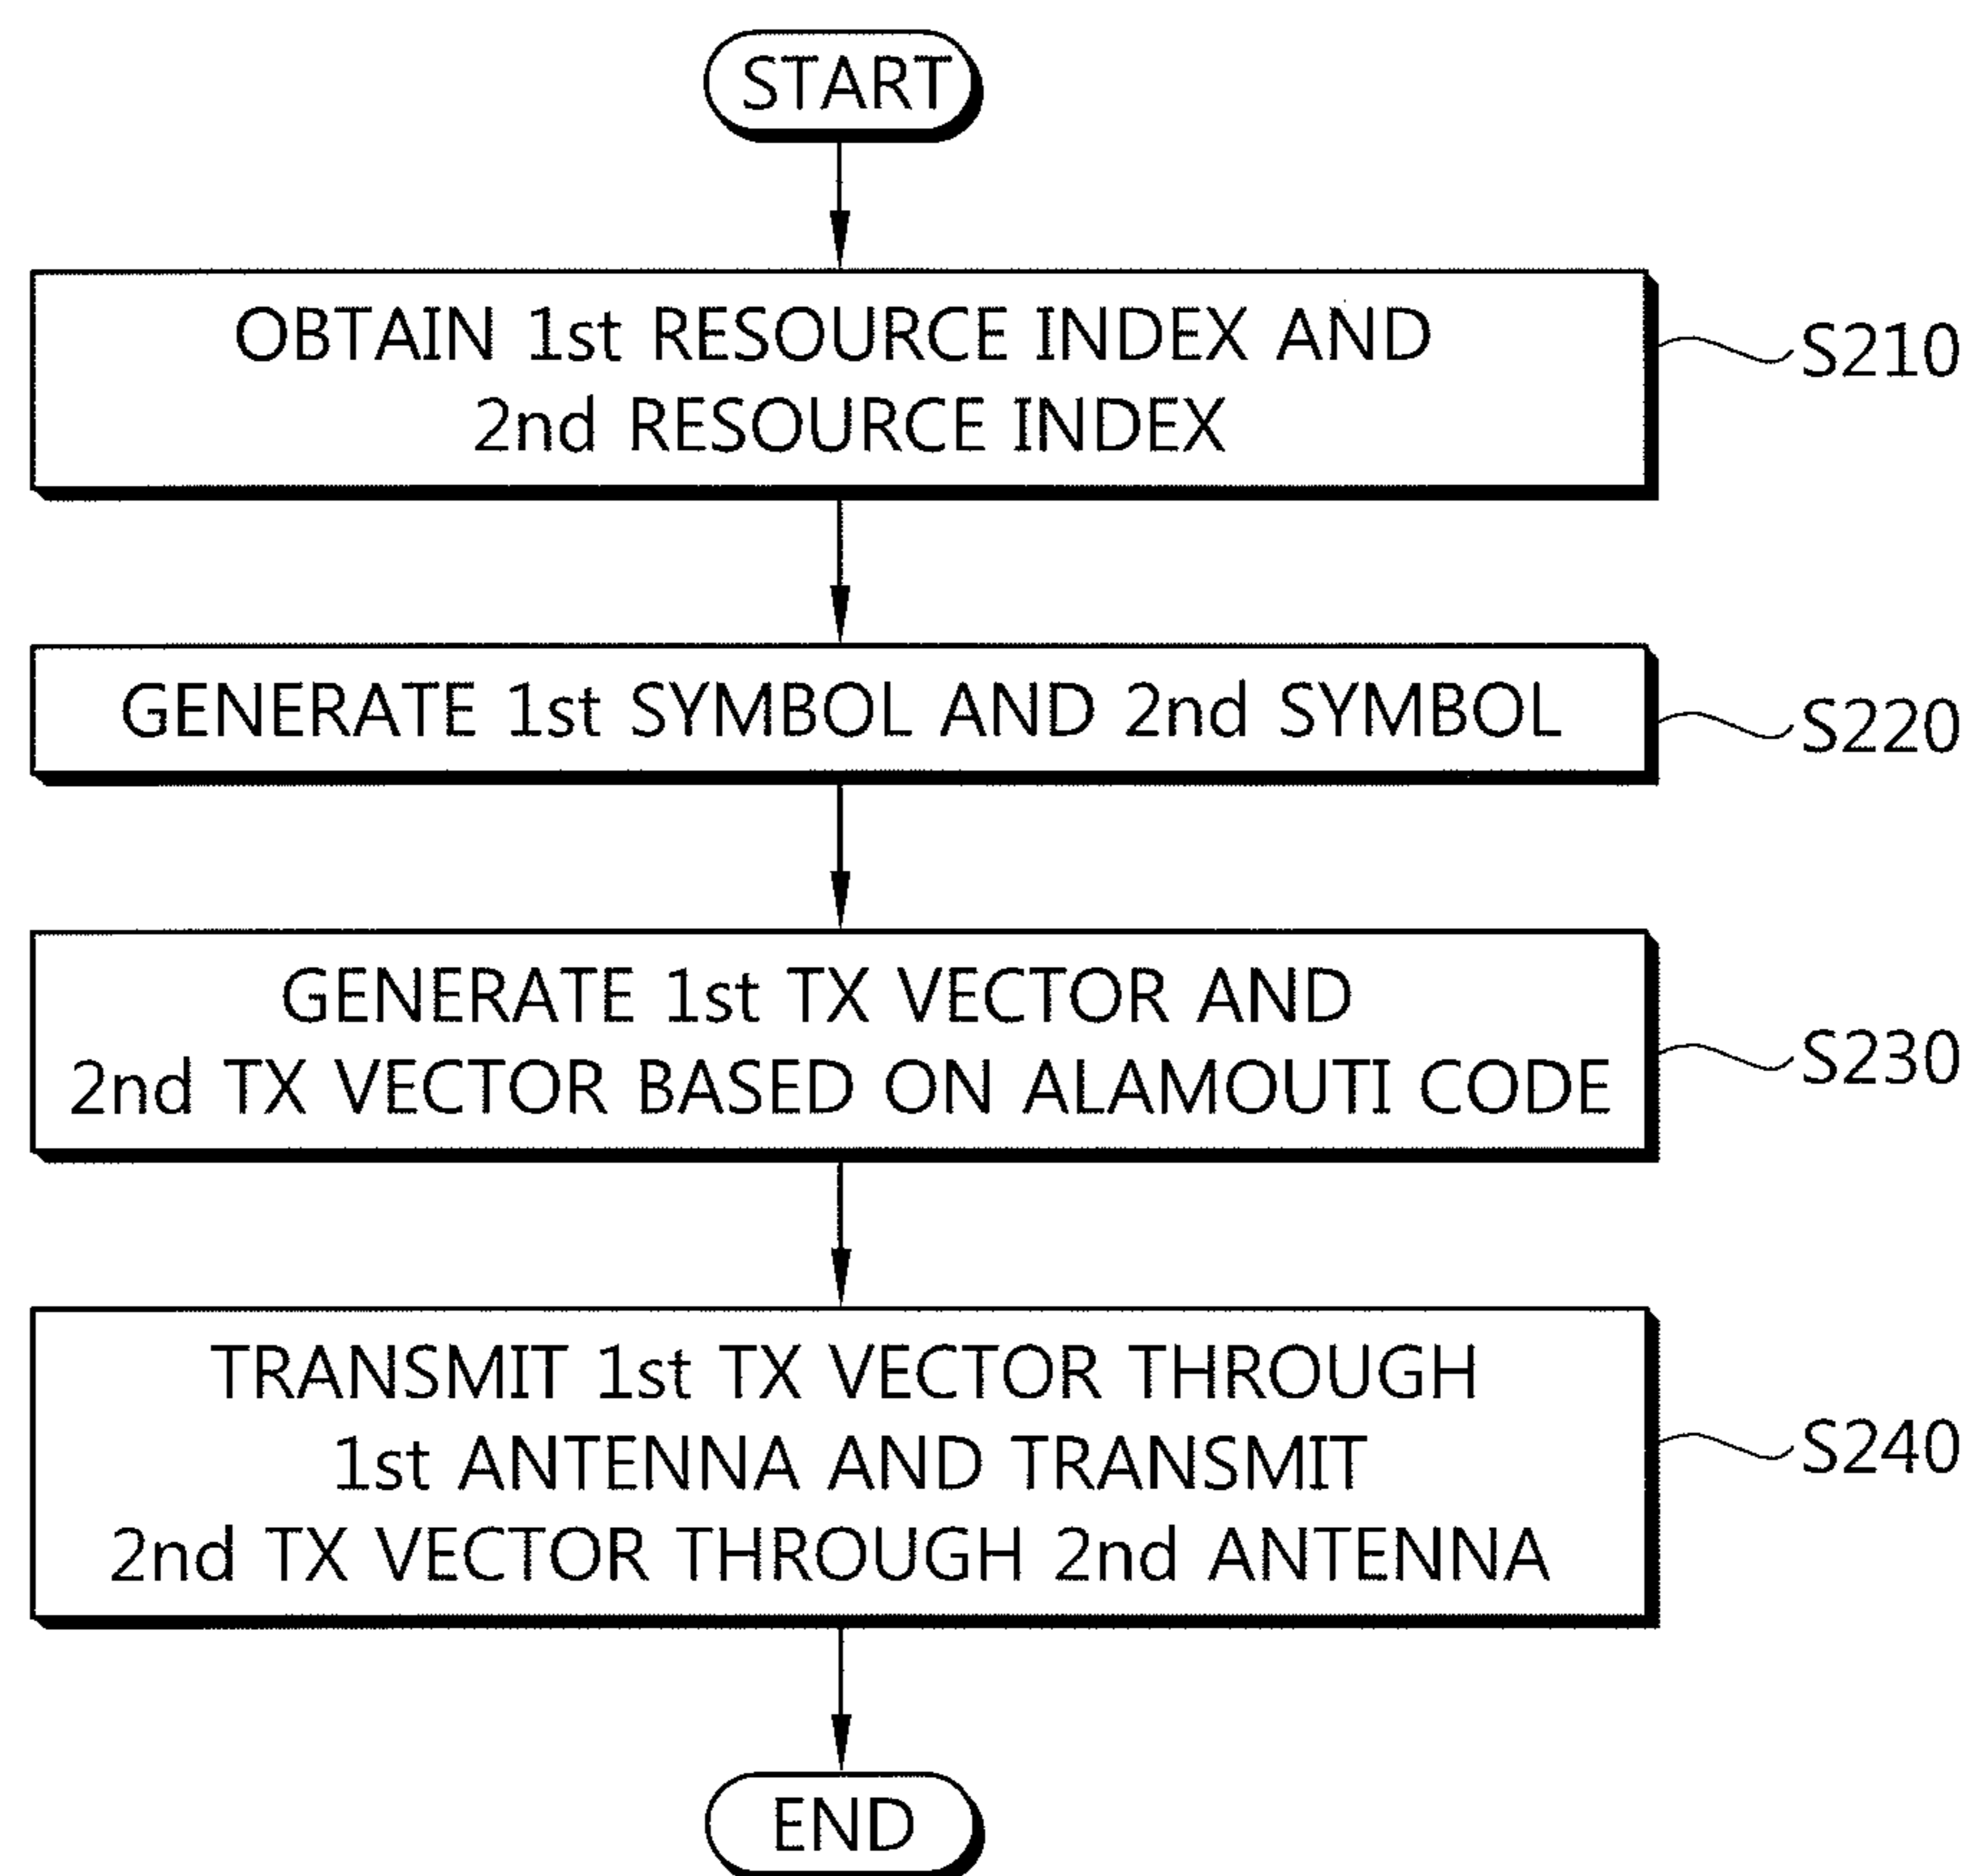 START
OBTAIN 1st RESOURCE INDEX AND
2nd RESOURCE INDEX
S210
GENERATE 1st SYMBOL AND 2nd SYMBOL
S220
GENERATE 1st TX VECTOR AND
2nd TX VECTOR BASED ON ALAMOUTI CODE
S230
TRANSMIT 1st TX VECTOR THROUGH
1st ANTENNA AND TRANSMIT
2nd TX VECTOR THROUGH 2nd ANTENNA
S240
END